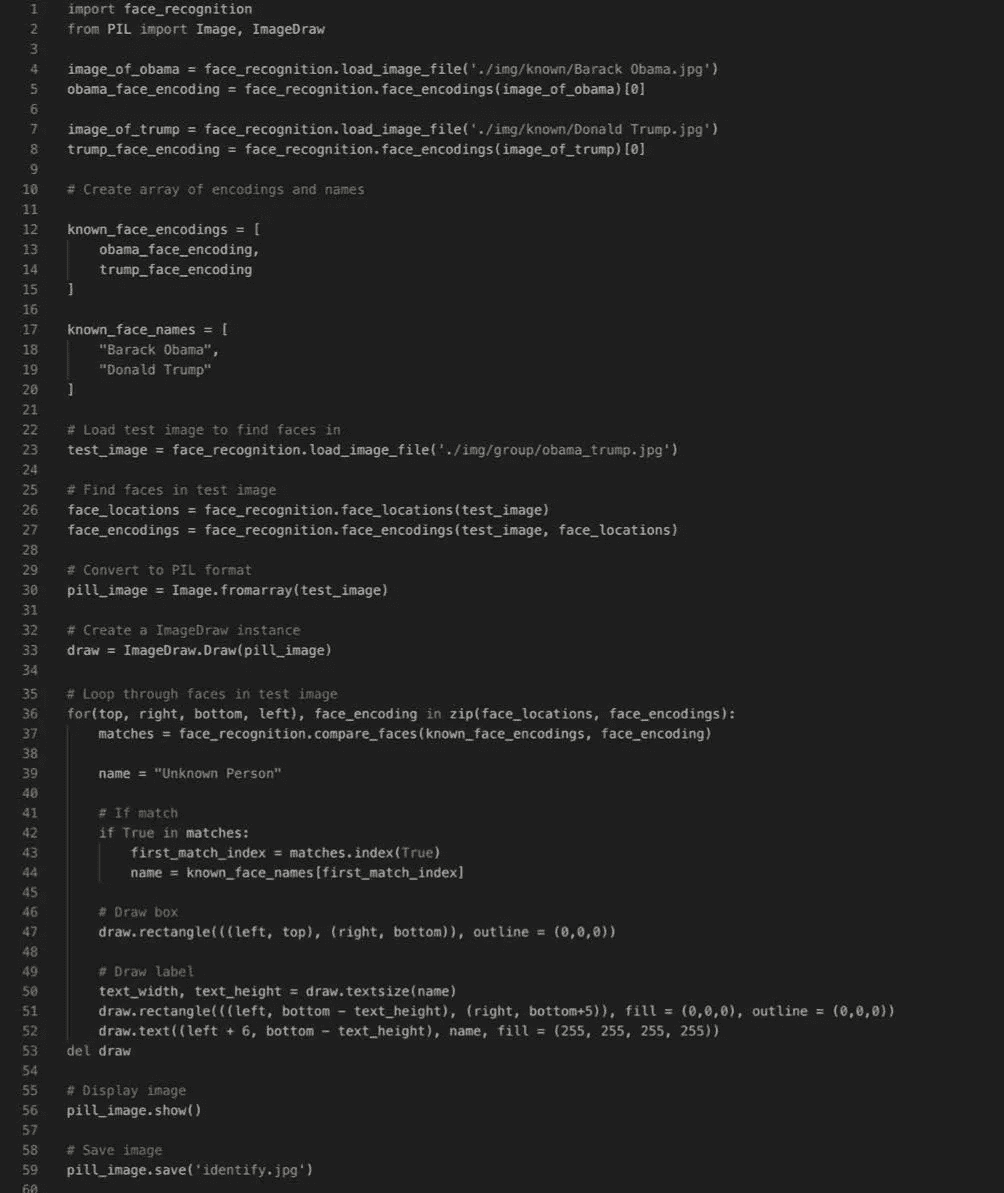 1 import face_recognition
2 from PIL import Image, ImageDraw
3
4 image_of_obama = face_recognition.load_image_file('./img/known/Barack Obama.jpg')
5 obama_face_encoding = face_recognition.face_encodings(image_of_obama)[0]
6
7 image_of_trump = face_recognition.load_image_file('./img/known/Donald Trump.jpg')
8 trump_face_encoding = face_recognition.face_encodings(image_of_trump)[0]
9
10 # Create array of encodings and names
11
12 known_face_encodings = [
13     obama_face_encoding,
14     trump_face_encoding
15 ]
16
17 known_face_names = [
18     "Barack Obama",
19     "Donald Trump"
20 ]
21
22 # Load test image to find faces in
23 test_image = face_recognition.load_image_file('./img/group/obama_trump.jpg')
24
25 # Find faces in test image
26 face_locations = face_recognition.face_locations(test_image)
27 face_encodings = face_recognition.face_encodings(test_image, face_locations)
28
29 # Convert to PIL format
30 pill_image = Image.fromarray(test_image)
31
32 # Create a ImageDraw instance
33 draw = ImageDraw.Draw(pill_image)
34
35 # Loop through faces in test image
36 for(top, right, bottom, left), face_encoding in zip(face_locations, face_encodings):
37     matches = face_recognition.compare_faces(known_face_encodings, face_encoding)
38
39     name = "Unknown Person"
40
41     # If match
42     if True in matches:
43         first_match_index = matches.index(True)
44         name = known_face_names[first_match_index]
45
46     # Draw box
47     draw.rectangle(((left, top), (right, bottom)), outline = (0,0,0))
48
49     # Draw label
50     text_width, text_height = draw.textsize(name)
51     draw.rectangle(((left, bottom - text_height), (right, bottom+5)), fill = (0,0,0), outline = (0,0,0))
52     draw.text((left + 6, bottom - text_height), name, fill = (255, 255, 255, 255))
53 del draw
54
55 # Display image
56 pill_image.show()
57
58 # Save image
59 pill_image.save('identify.jpg')
60